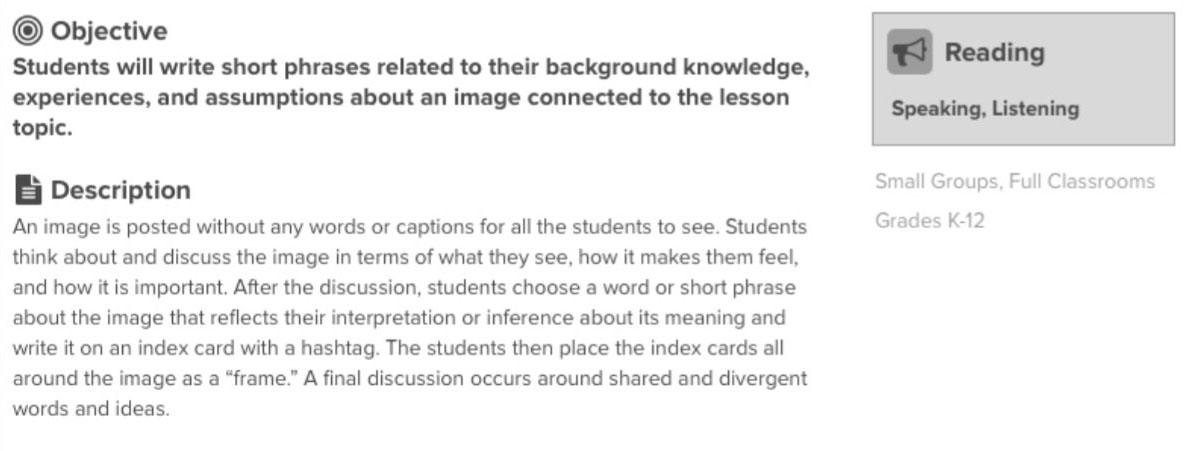 Objective
Students will write short phrases related to their background knowledge,
experiences, and assumptions about an image connected to the lesson
topic.
Description
An image is posted without any words or captions for all the students to see. Students
think about and discuss the image in terms of what they see, how it makes them feel,
and how it is important. After the discussion, students choose a word or short phrase
about the image that reflects their interpretation or inference about its meaning and
write it on an index card with a hashtag. The students then place the index cards all
around the image as a “frame.” A final discussion occurs around shared and divergent
words and ideas.
Reading
Speaking, Listening
Small Groups, Full Classrooms
Grades K-12